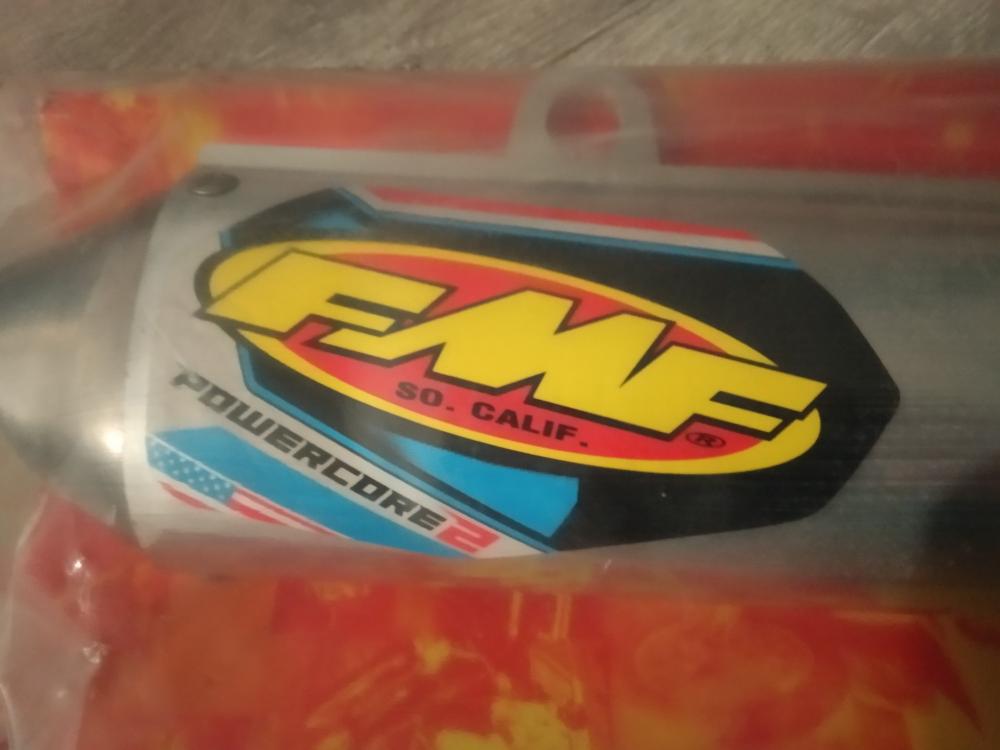 FMF
SO. CALIF.
®
POWERCORE 2